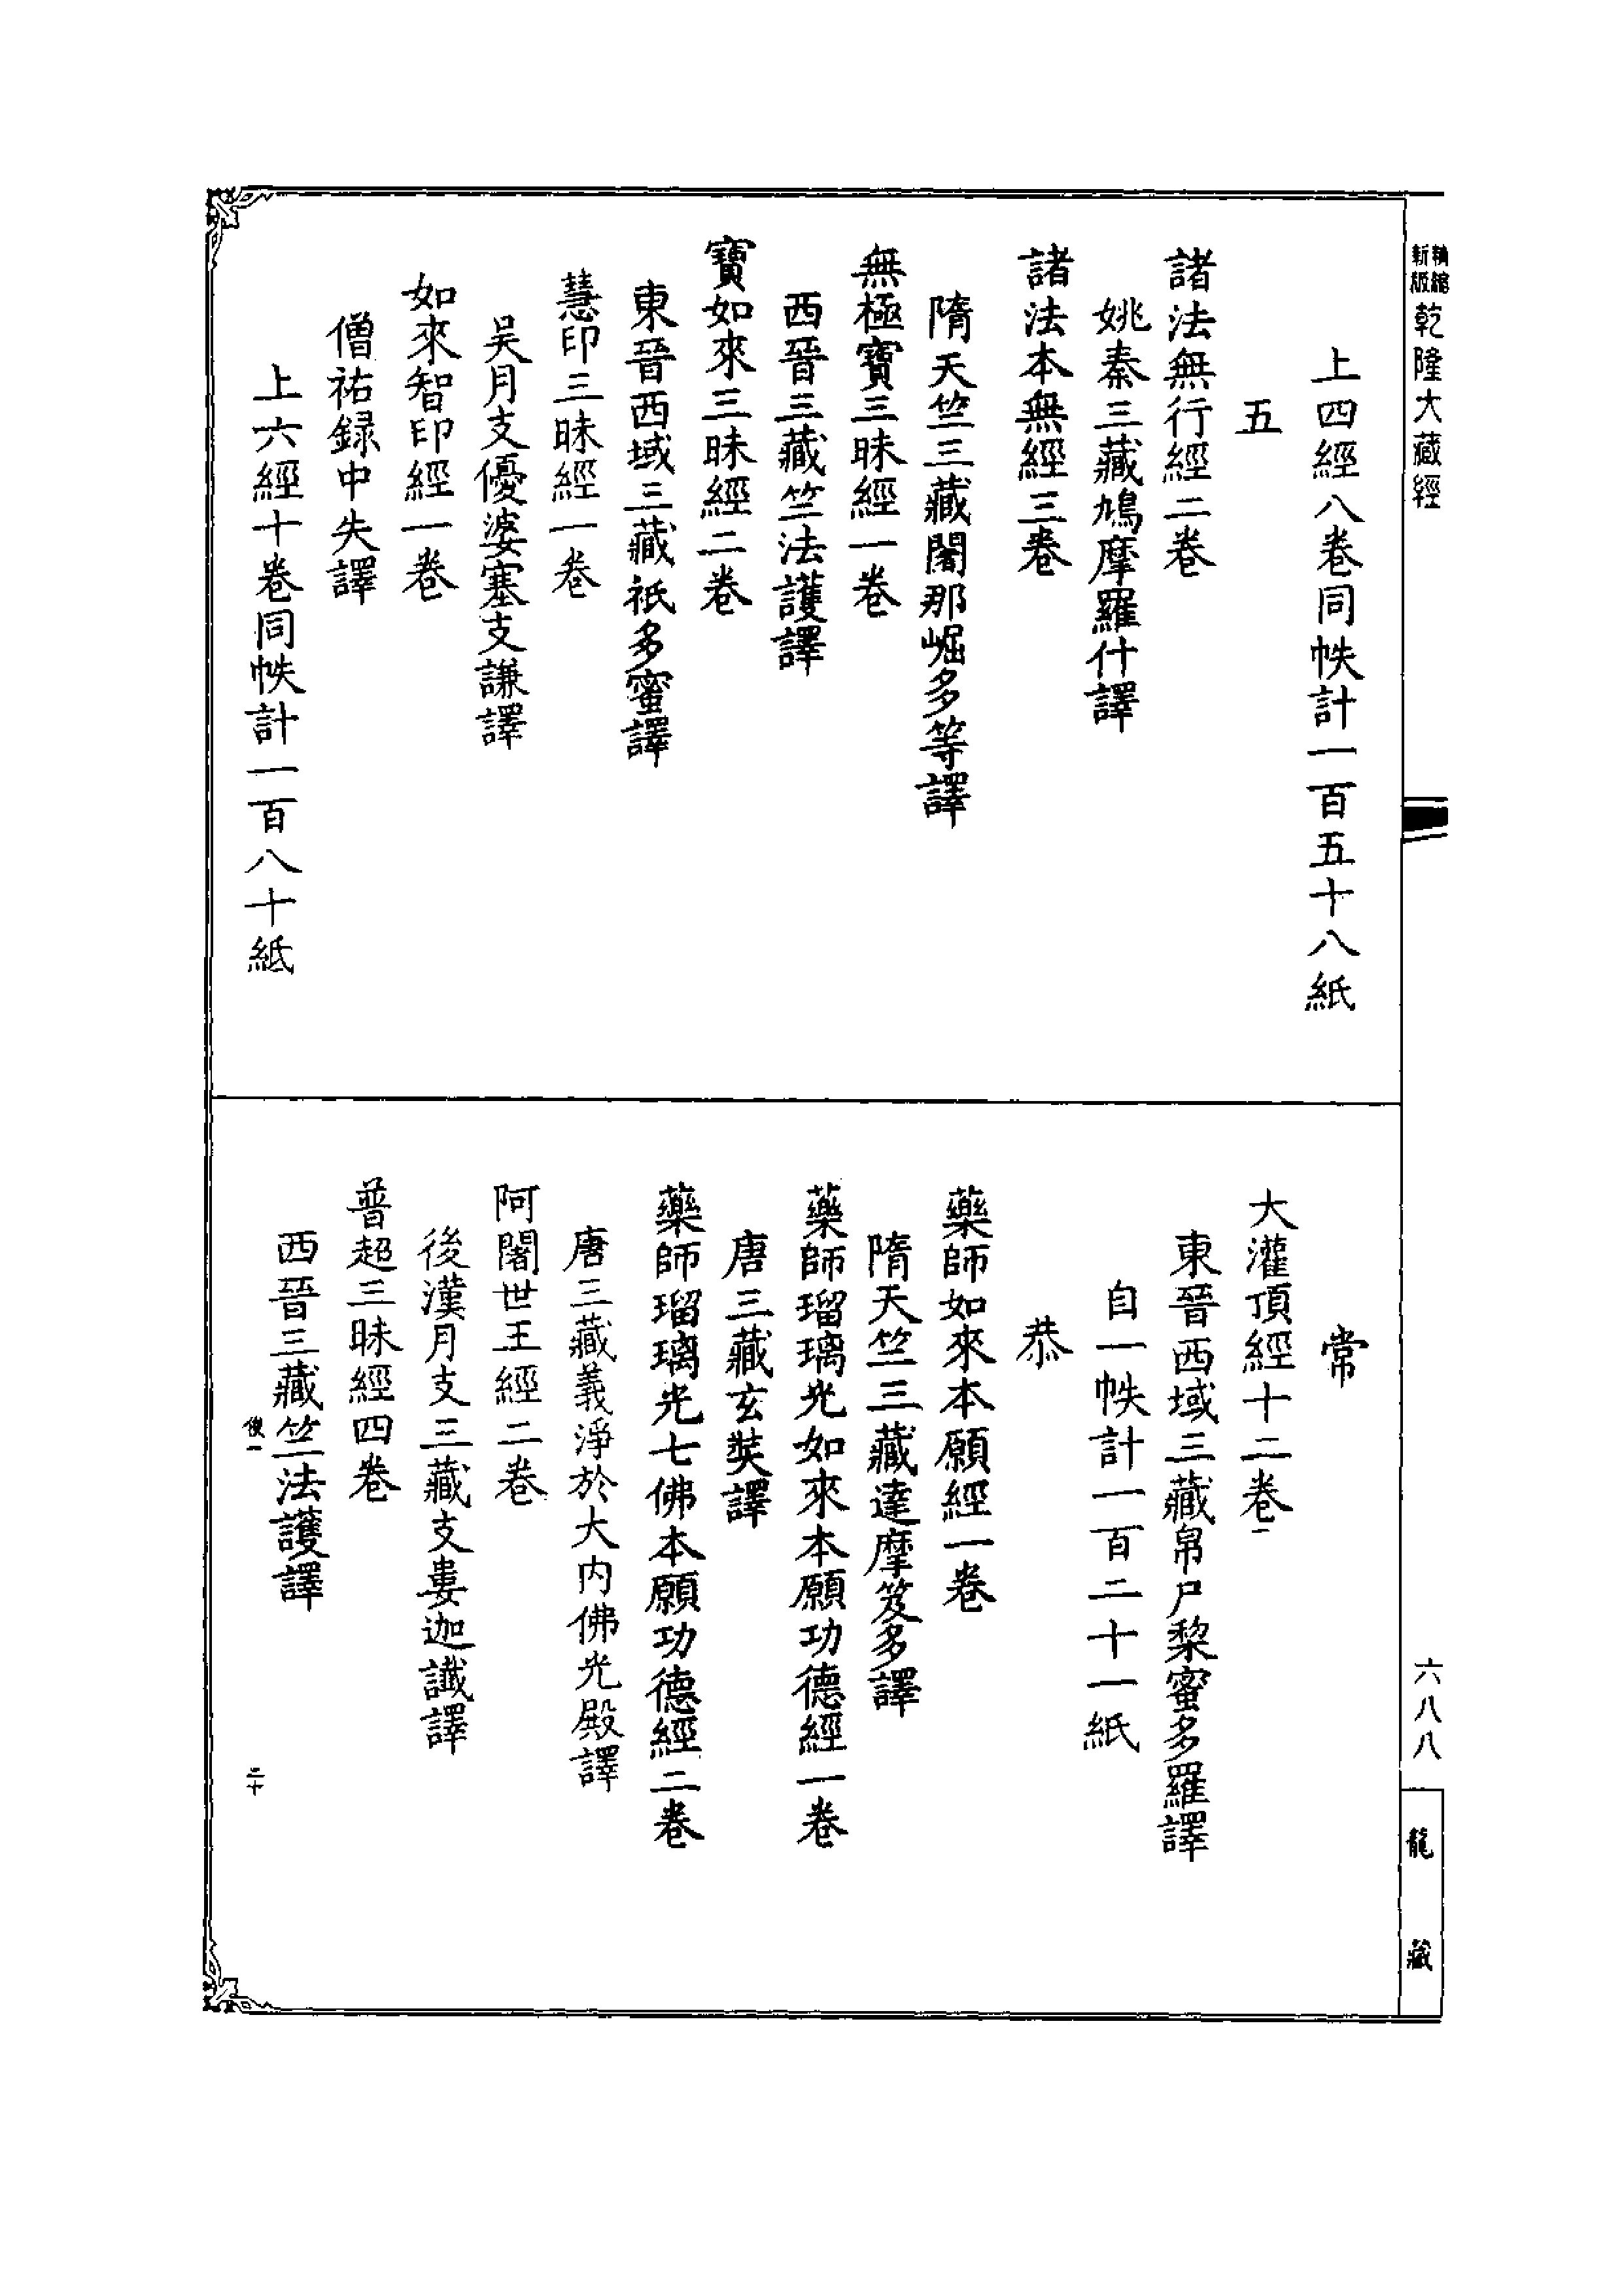 精縮新版乾隆大藏經
上四經八卷同帙計一百五十八紙
五
諸法無行經二卷
姚秦三藏鳩摩羅什譯
諸法本無經三卷
隋天竺三藏闍那崛多等譯
無極寶三昧經一卷
西晉三藏竺法護譯
寶如來三昧經二卷
東晉西域三藏祇多蜜譯
慧印三昧經一卷
吴月支優婆塞支謙譯
如來智印經一卷
僧祐録中失譯
上六經十卷同帙計一百八十紙
常
大灌頂經十二卷
東晉西域三藏帛尸黎蜜多羅譯
自一帙計一百二十一紙
恭
藥師如來本願經一卷
隋天竺三藏達摩笈多譯
藥師瑠璃光如來本願功德經一卷
唐三藏玄奘譯
藥師瑠璃光七佛本願功德經二卷
唐三藏義淨於大内佛光殿譯
阿闍世王經二卷
後漢月支三藏支婁迦讖譯
普超三昧經四卷
西晉三藏竺法護譯
俊一
二十
六八八
龍藏